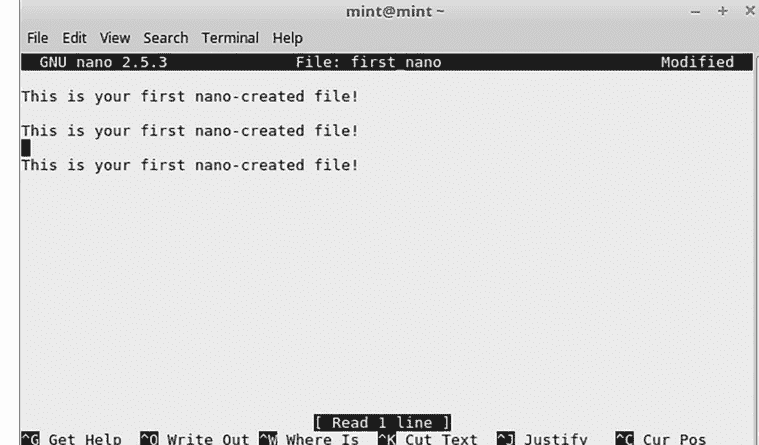 mint@mint ~
File Edit View Search Terminal Help
GNU nano 2.5.3 File: first_nano Modified
This is your first nano-created file!
This is your first nano-created file!
This is your first nano-created file!
[ Read 1 line ]
^G Get Help ^O Write Out ^W Where Is ^K Cut Text ^J Justify ^C Cur Pos